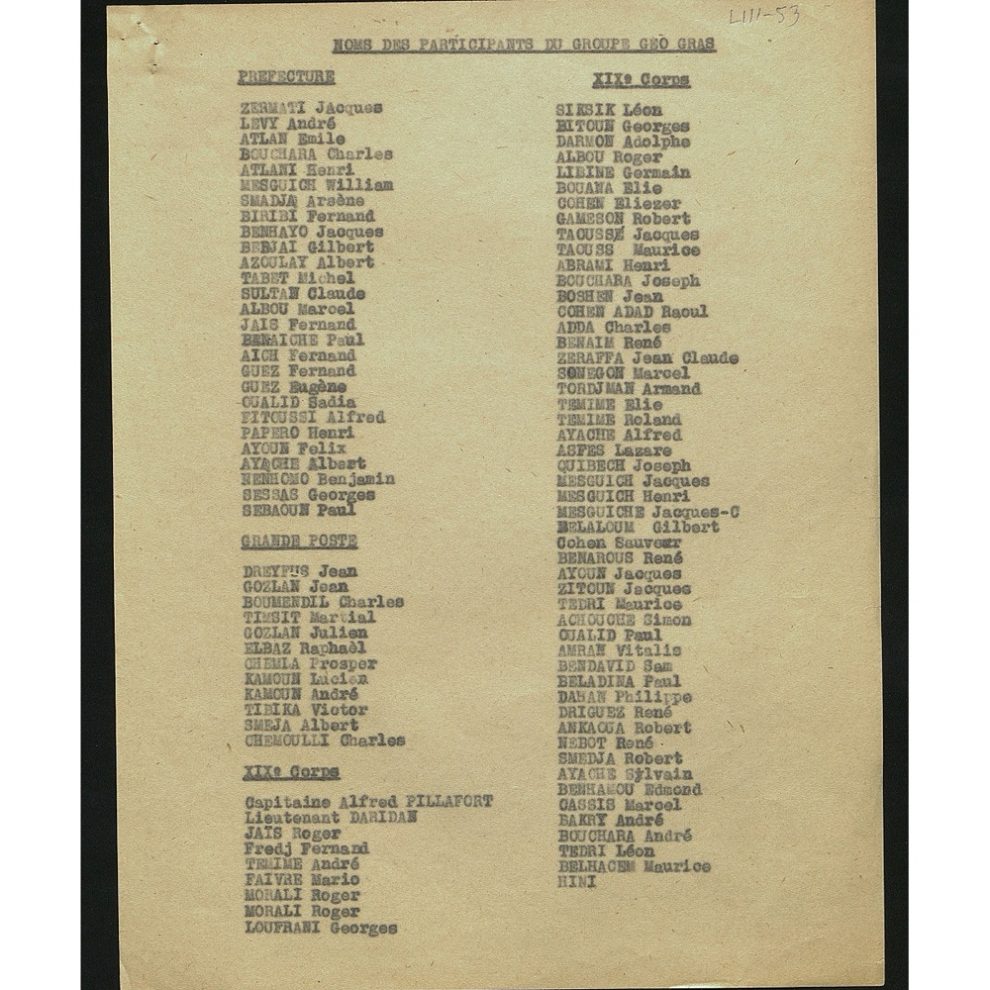 LIII-53
NOMS DES PARTICIPANTS DU GROUPE GEO GRAS
PREFECTURE
ZERMATI Jacques
LEVY André
ATLAN Emile
BOUCHARA Charles
ATLANI Henri
MESGUICH William
SMADJA Arsène
BIRIBI Fernand
BENHAYO Jacques
BEDJAI Gilbert
AZOULAY Albert
TABET Michel
SULTAN Claude
ALBOU Marcel
JAIS Fernand
BENAICHE Paul
AICH Fernand
GUEZ Fernand
GUEZ Eugène
OUALID Sadia
FITOUSSI Alfred
PAPERO Henri
AYOUN Felix
AYACHE Albert
NENHOMO Benjamin
SESSAS Georges
SEBAOUN Paul
GRANDE POSTE
DREYFUS Jean
GOZLAN Jean
BOUMENDIL Charles
TIMSIT Martial
GOZLAN Julien
ELBAZ Raphaèl
CHEMLA Prosper
KAMOUN Lucien
KAMOUN André
TIBIKA Victor
SMEJA Albert
CHEMOULLI Charles
XIXe Corps
Capitaine Alfred PILLAFORT
Lieutenant DARIDAN
JAÏS Roger
Fredj Fernand
TEMIME André
FAIVRE Mario
MORALI Roger
MORALI Roger
LOUFRANI Georges
XIXe Corps
SIKSIK Léon
BITOUN Georges
DARMON Adolphe
ALBOU Roger
LIBINE Germain
BOUANA Elie
COHEN Eliezer
GAMESON Robert
TAOUSSÉ Jacques
TAOUSS Maurice
ABRAMI Henri
BOUCHARA Joseph
BOSHEN Jean
COHEN ADAD Raoul
ADDA Charles
BENAIM René
ZERAFFA Jean Claude
SONEGON Marcel
TORDJMAN Armand
TEMIME Elie
TEMIME Roland
AYACHE Alfred
ASFES Lazare
QUIBECH Joseph
MESGUICH Jacques
MESGUICH Henri
MESGUICHE Jacques-C
BELALOUM Gilbert
Cohen Sauveur
BENAROUS René
AYOUN Jacques
ZITOUN Jacques
TEDRI Maurice
ACHOUCHE Simon
OUALID Paul
AMRAN Vitalis
BENDAVID Sam
BELADINA Paul
DAHAN Philippe
DRIGUEZ René
ANKAOUA Robert
NEBOT René
SMEDJA Robert
AYACHE Sylvain
BENHAMOU Edmond
CASSIS Marcel
BAKRY André
BOUCHARA André
TEDRI Léon
BELHACEM Maurice
HINI